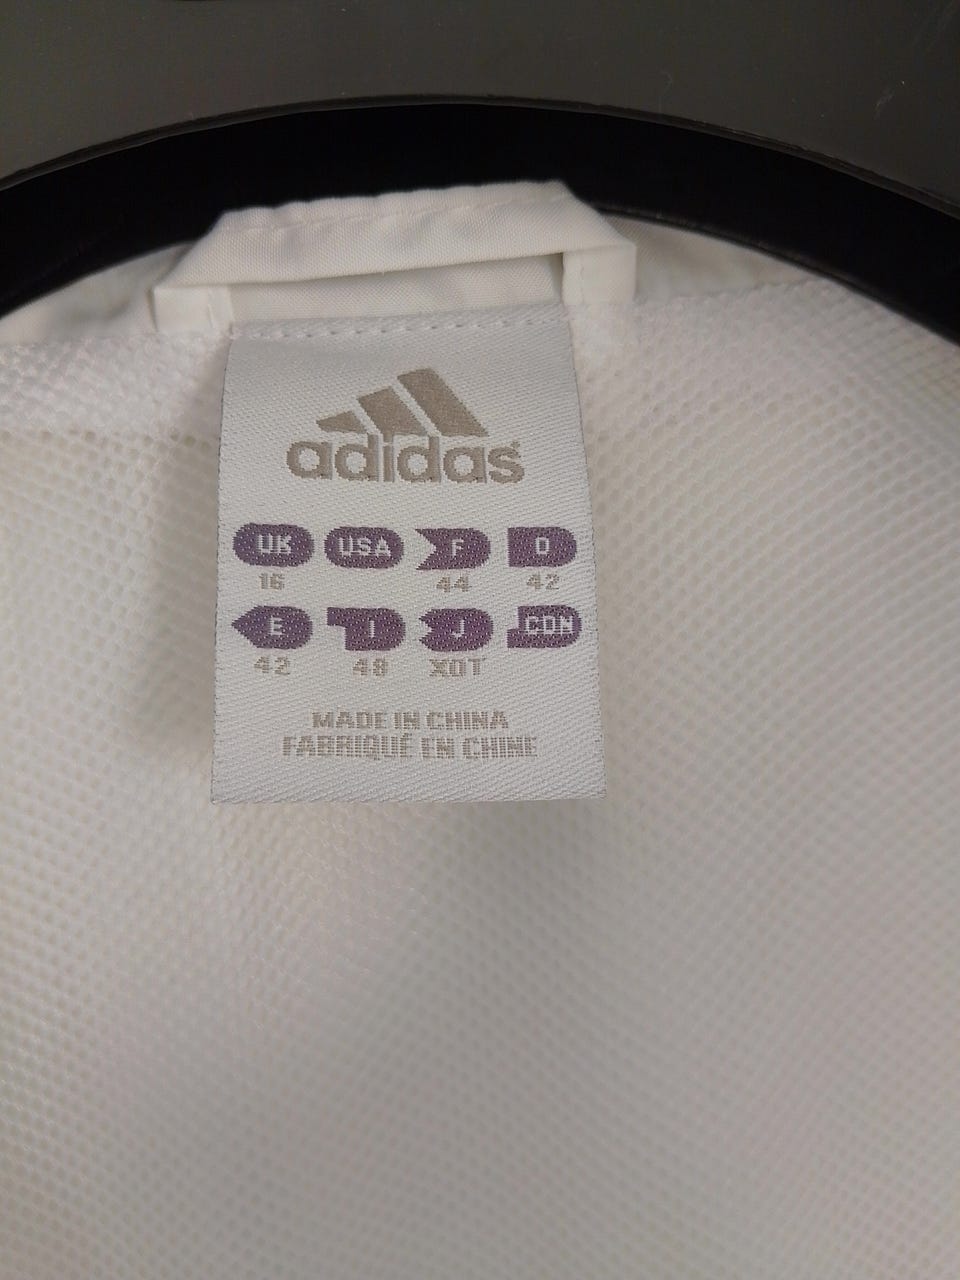 adidas
UK USA F D
16 44 42
E I J CDN
42 48 XOT
MADE IN CHINA
FABRIQUÉ EN CHINE